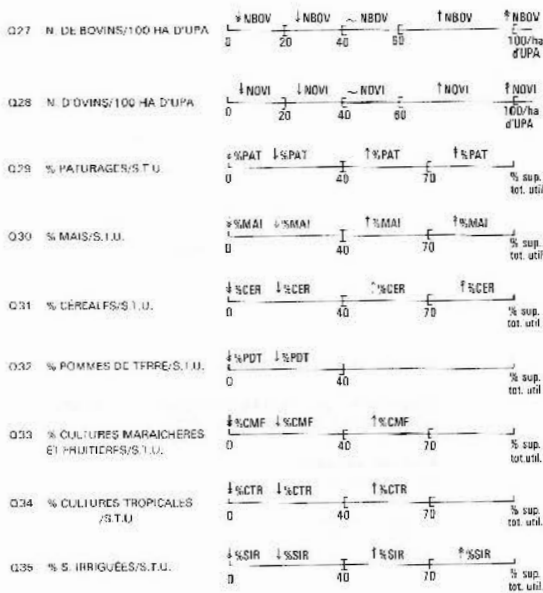 ⇟NBOV ↓NBOV ~NBOV ↑NBOV ⇞NBOV
Q27 N. DE BOVINS/100 HA D'UPA
0 20 40 60 100/ha
d'UPA
⇟NOVI ↓NOVI ~NOVI ↑NOVI ⇞NOVI
Q28 N. D'OVINS/100 HA D'UPA
0 20 40 60 100/ha
d'UPA
⇟%PAT ↓%PAT ↑%PAT ⇞%PAT
Q29 % PATURAGES/S.T.U.
0 40 70 % sup.
tot. util
⇟%MAI ↓%MAI ↑%MAI ⇞%MAI
Q30 % MAIS/S.T.U.
0 40 70 % sup.
tot. util.
⇟%CER ↓%CER ↑%CER ⇞%CER
Q31 % CÉREALES/S.T.U.
0 40 70 % sup.
tot. util
⇟%PDT ↓%PDT
Q32 % POMMES DE TERRE/S.T.U.
0 40 % sup.
tot. util
⇟%CMF ↓%CMF ↑%CMF
Q33 % CULTURES MARAICHERES
ET FRUITIERES/S.T.U.
0 40 70 % sup.
tot.util.
⇟%CTR ↓%CTR ↑%CTR
Q34 % CULTURES TROPICALES
/S.T.U
0 40 70 % sup.
tot. util.
⇟%SIR ↓%SIR ↑%SIR ⇞%SIR
Q35 % S. IRRIGUÉES/S.T.U.
0 40 70 % sup.
tot. util.